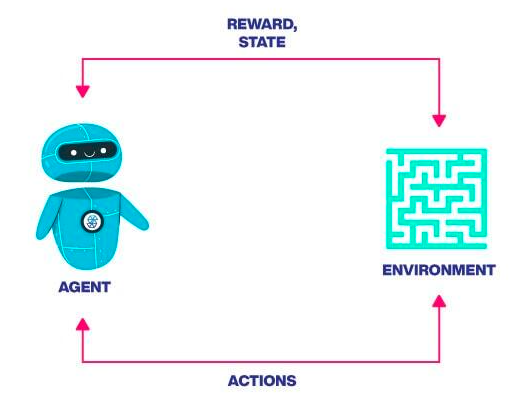 REWARD,
STATE
AGENT
ENVIRONMENT
ACTIONS